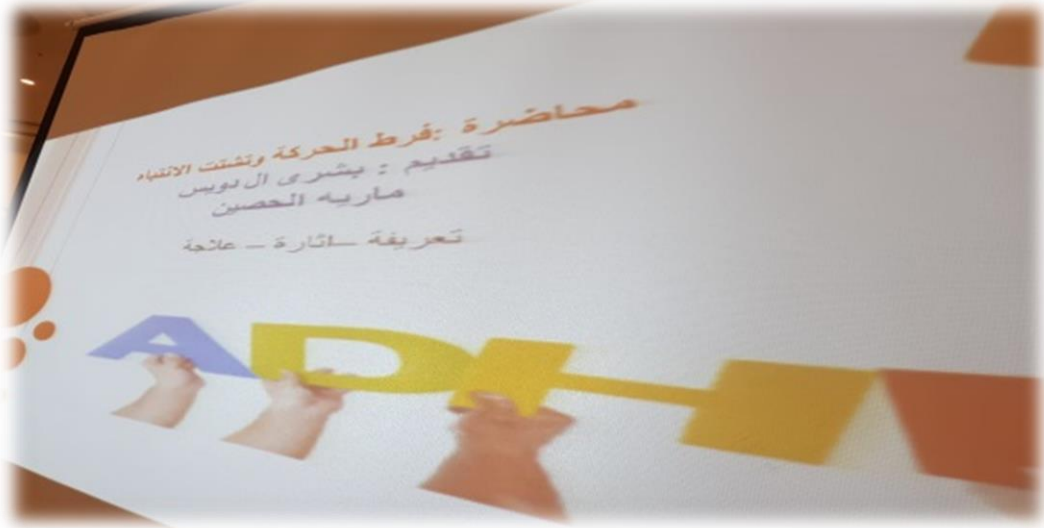 محاضرة :فرط الحركة وتشتت الانتباه
تقديم : بشرى ال دويس
ماريه الحصين
تعريفة – اثارة – علاجة
ADH